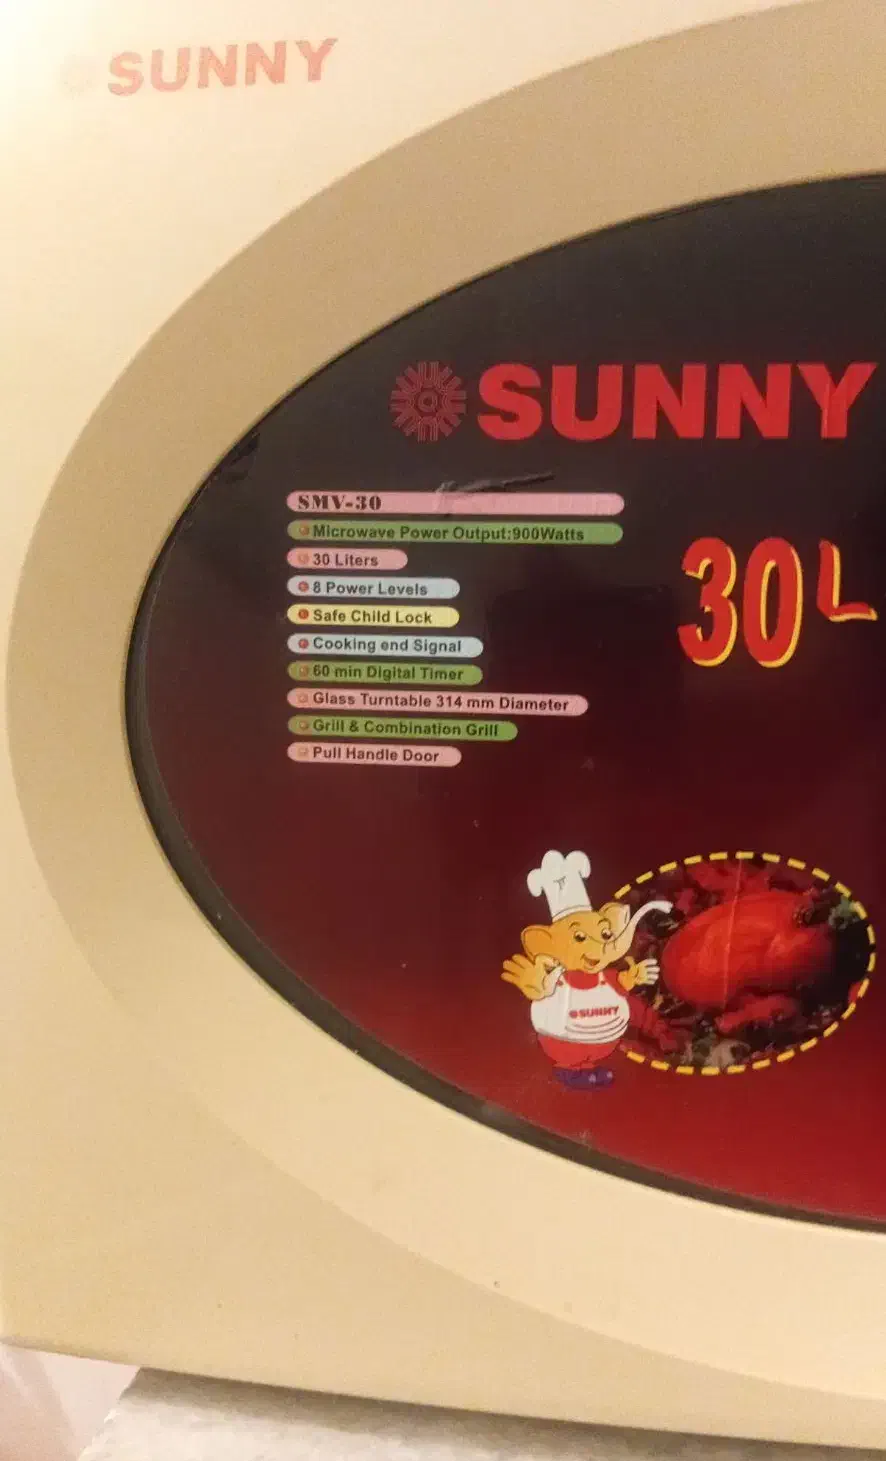 SUNNY
SUNNY
SMV-30
Microwave Power Output:900Watts
30 Liters
8 Power Levels
Safe Child Lock
Cooking end Signal
60 min Digital Timer
Glass Turntable 314 mm Diameter
Grill & Combination Grill
Pull Handle Door
30L
SUNNY